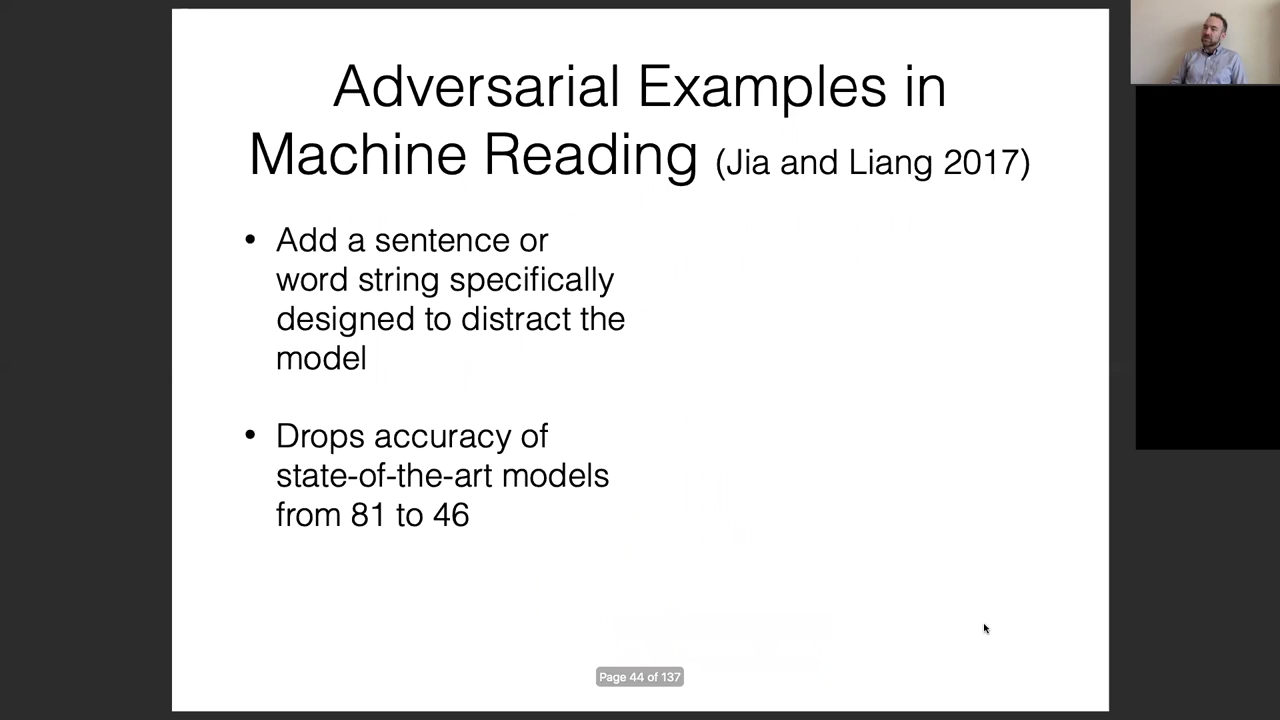 Adversarial Examples in
Machine Reading (Jia and Liang 2017)
• Add a sentence or
word string specifically
designed to distract the
model
• Drops accuracy of
state-of-the-art models
from 81 to 46
Page 44 of 137